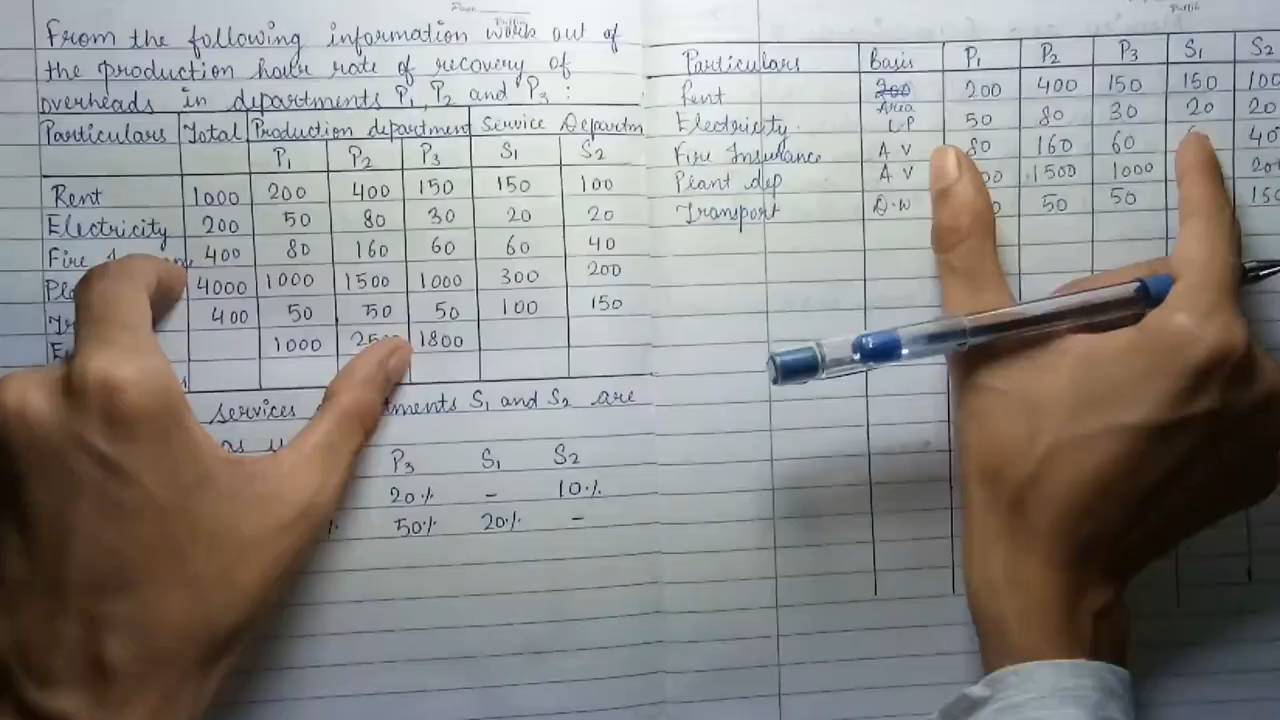 From the following information work out of
the production hour rate of recovery of
overheads in departments P1, P2 and P3 :
Particulars Total Production department Service Departm
P1 P2 P3 S1 S2
Rent 1000 200 400 150 150 100
Electricity 200 50 80 30 20 20
Fire 400 80 160 60 60 40
4000 1000 1500 1000 300 200
400 50 50 50 100 150
1000 1800
services S1 and S2 are
as
P3 S1 S2
20% - 10%
50% 20% -
Particulars Basis P1 P2 P3 S1 S2
Rent 200 Area 200 400 150 150 100
Electricity LP 50 80 30 20 20
Fire Insurance A V 80 160 60 40
Plant dep A V 1500 1000
Transport D.W 50 50